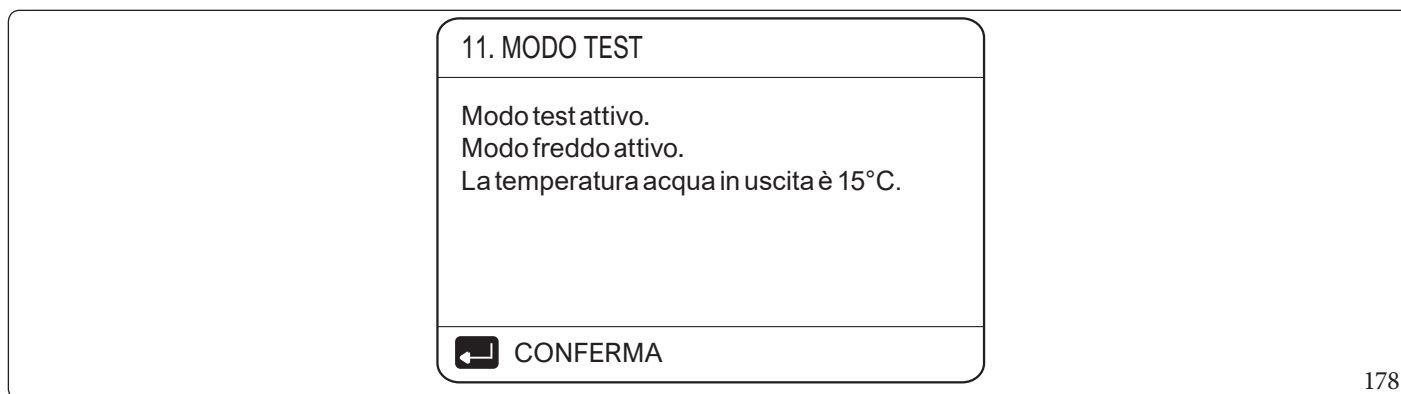 11. MODO TEST
Modo test attivo.
Modo freddo attivo.
La temperatura acqua in uscita è 15°C.
CONFERMA
178